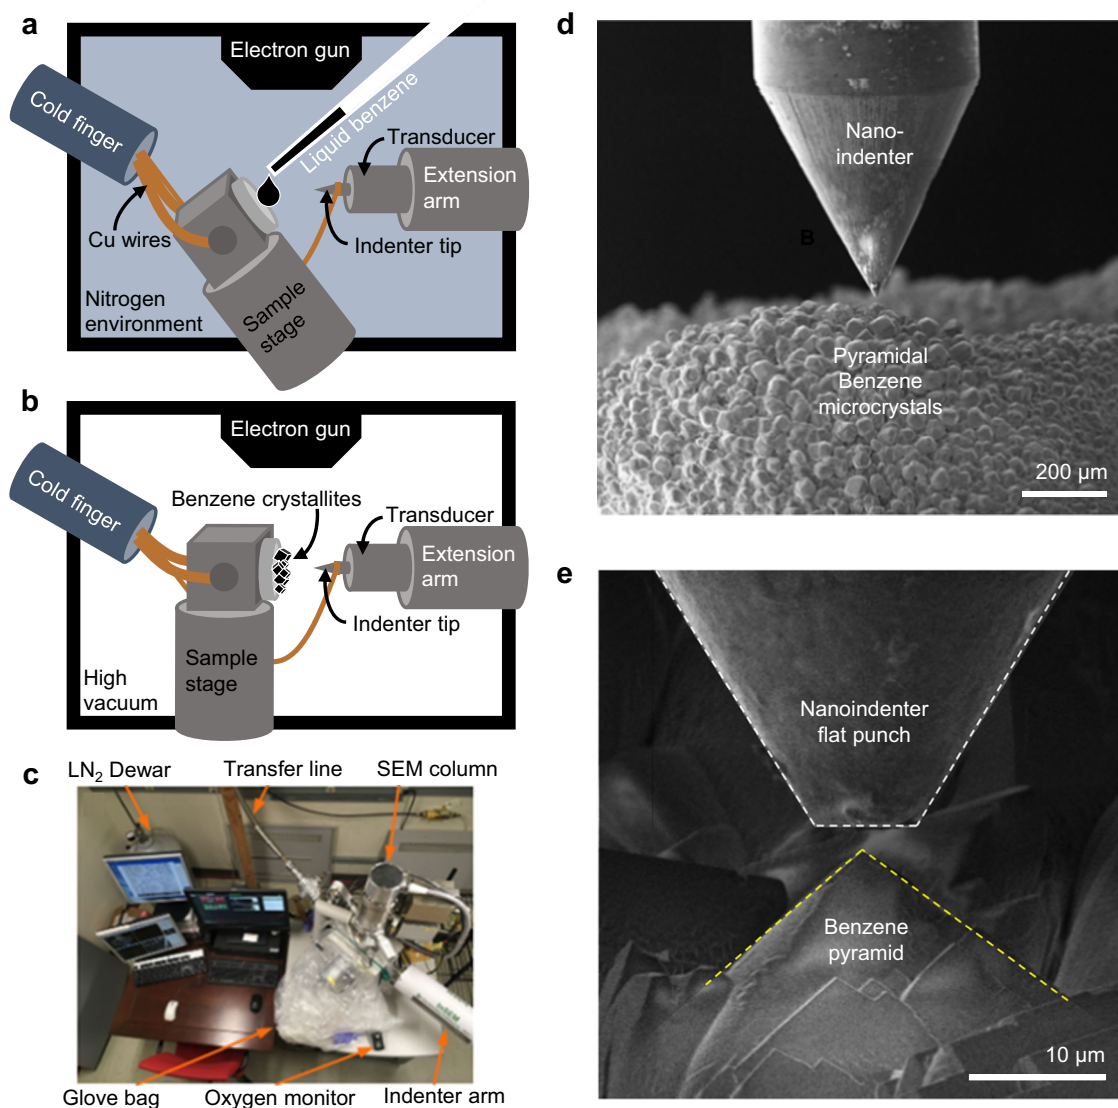 a
Electron gun
Cold finger
Liquid benzene
Transducer
Extension
arm
Cu wires
Indenter tip
Nitrogen
environment
Sample
stage
b
Electron gun
Cold finger
Benzene crystallites
Transducer
Extension
arm
Indenter tip
Sample
stage
High
vacuum
c
LN₂ Dewar
Transfer line
SEM column
Glove bag
Oxygen monitor
Indenter arm
d
Nano-
indenter
B
Pyramidal
Benzene
microcrystals
200 µm
e
Nanoindenter
flat punch
Benzene
pyramid
10 µm